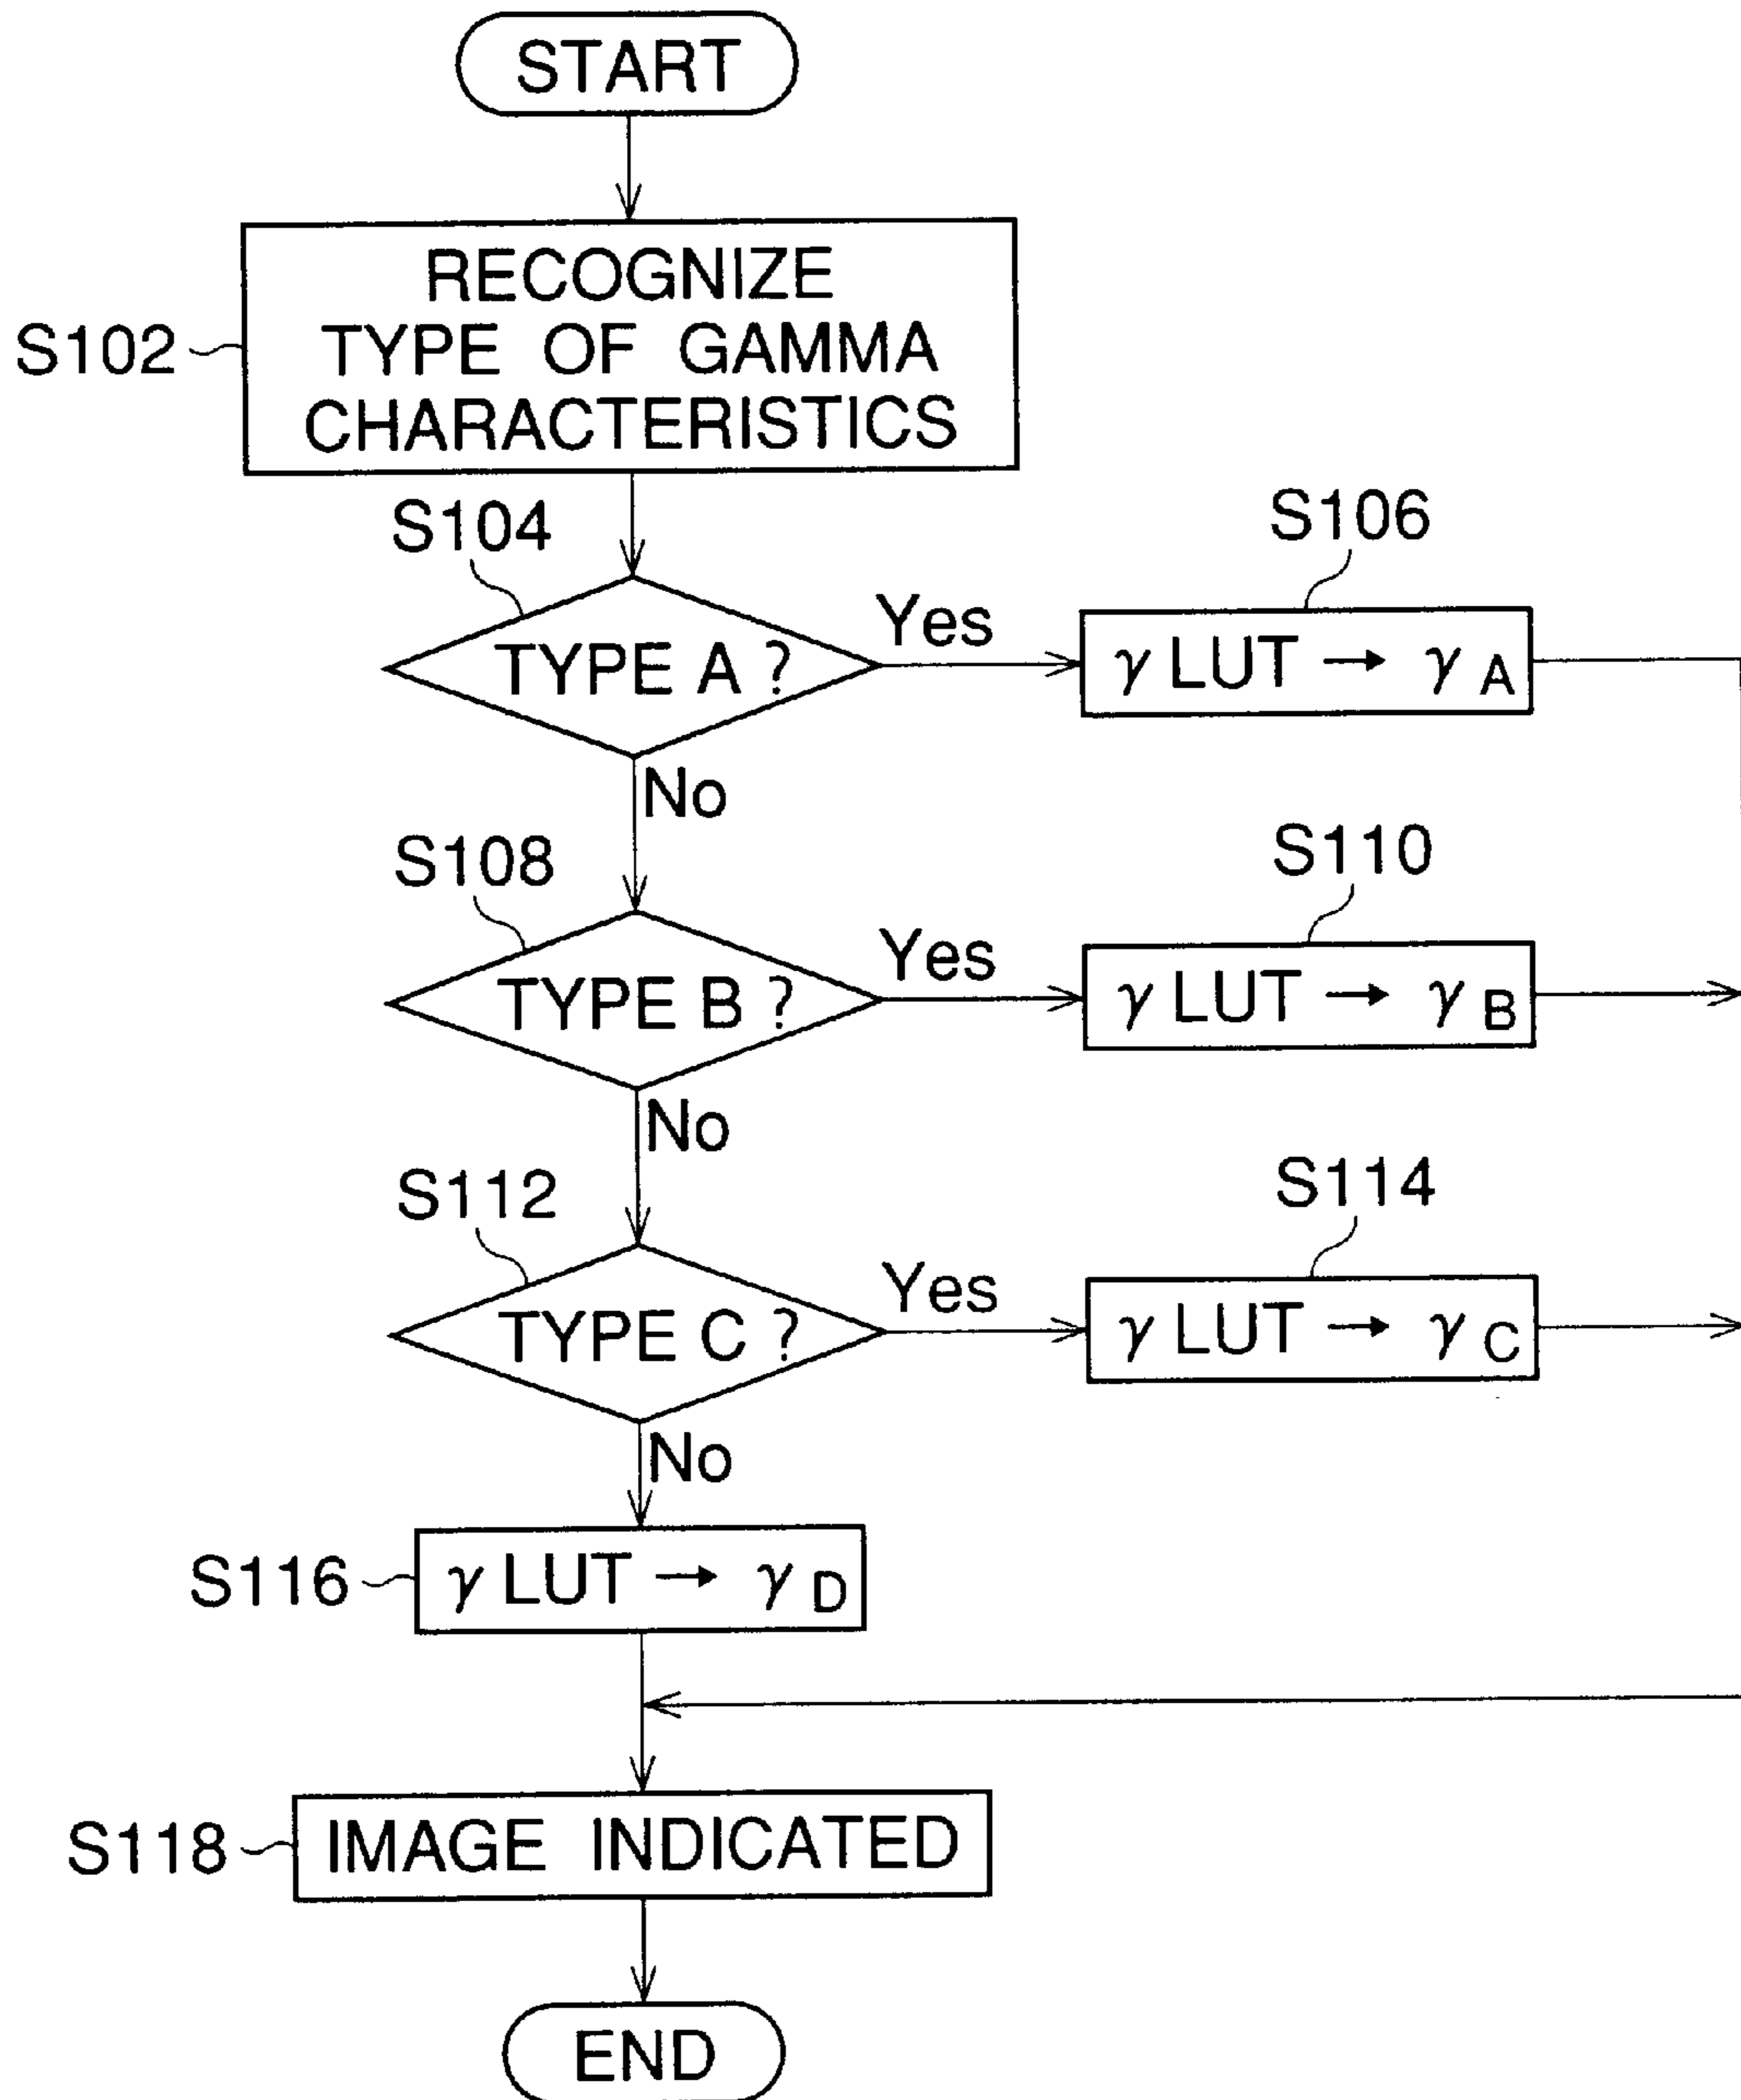 START
RECOGNIZE
S102
TYPE OF GAMMA
CHARACTERISTICS
S104
S106
TYPE A ?
Yes
γ LUT → γ A
No
S108
S110
TYPE B ?
Yes
γ LUT → γ B
No
S112
S114
TYPE C ?
Yes
γ LUT → γ C
No
S116
γ LUT → γ D
S118
IMAGE INDICATED
END